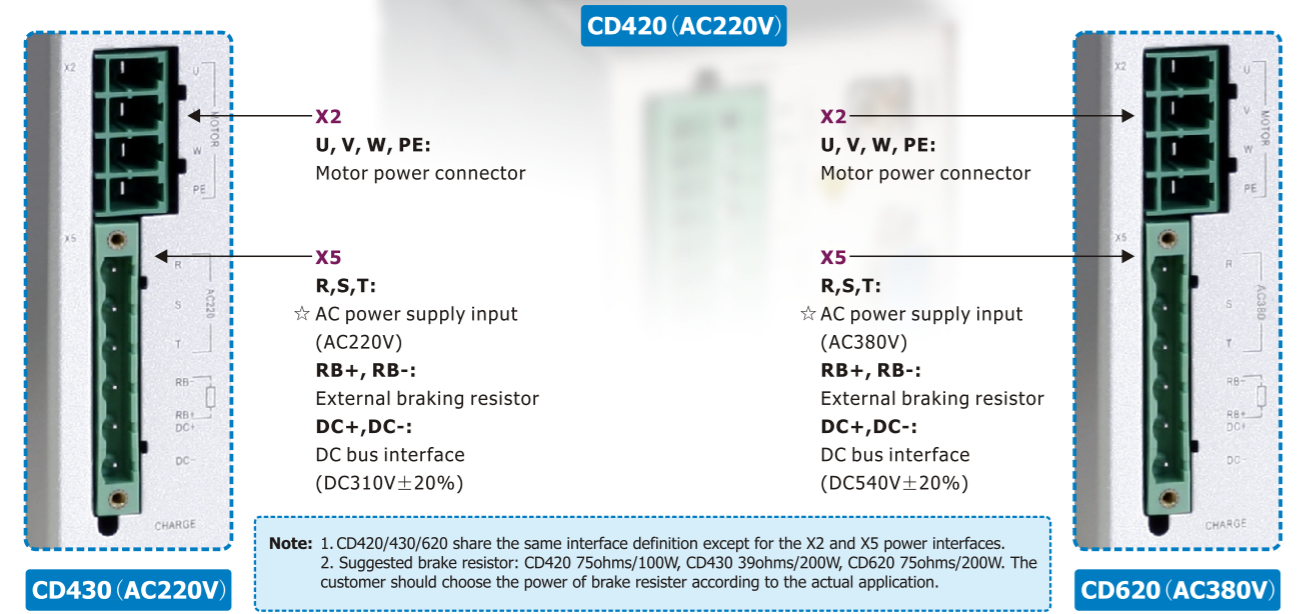 CD420(AC220V)
X2
U
V
MOTOR
W
PE
X5
R
S
T
AC220
RB-
RB+
DC+
DC-
CHARGE
CD430(AC220V)
X2
U, V, W, PE:
Motor power connector
X5
R,S,T:
☆ AC power supply input
(AC220V)
RB+, RB-:
External braking resistor
DC+,DC-:
DC bus interface
(DC310V±20%)
X2
U, V, W, PE:
Motor power connector
X5
R,S,T:
☆ AC power supply input
(AC380V)
RB+, RB-:
External braking resistor
DC+,DC-:
DC bus interface
(DC540V±20%)
X2
U
V
MOTOR
W
PE
X5
R
S
T
AC380
RB-
RB+
DC+
DC-
CHARGE
CD620(AC380V)
Note: 1. CD420/430/620 share the same interface definition except for the X2 and X5 power interfaces.
2. Suggested brake resistor: CD420 75ohms/100W, CD430 39ohms/200W, CD620 75ohms/200W. The
customer should choose the power of brake resister according to the actual application.